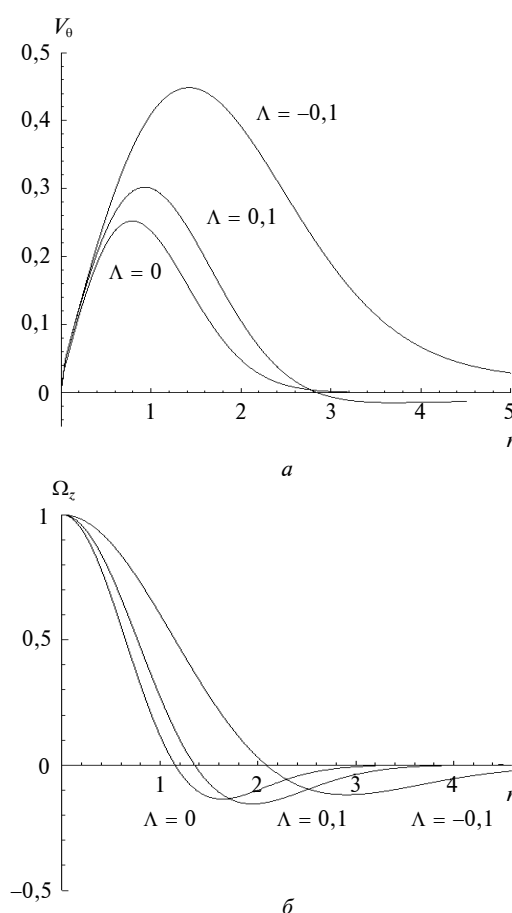 V_θ
0,5
0,4
Λ = –0,1
0,3
Λ = 0,1
0,2
Λ = 0
0,1
0
1 2 3 4 5
r
а
Ω_z
1
0,5
0
1 2 3 4
r
Λ = 0 Λ = 0,1 Λ = –0,1
–0,5
б